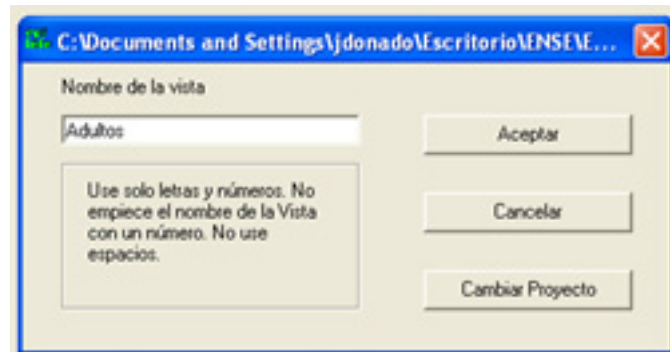 C:\Documents and Settings\jdonado\Escritorio\ENSE\E...
Nombre de la vista
Adultos
Aceptar
Use solo letras y números. No
empiece el nombre de la Vista
con un número. No use
espacios.
Cancelar
Cambiar Proyecto